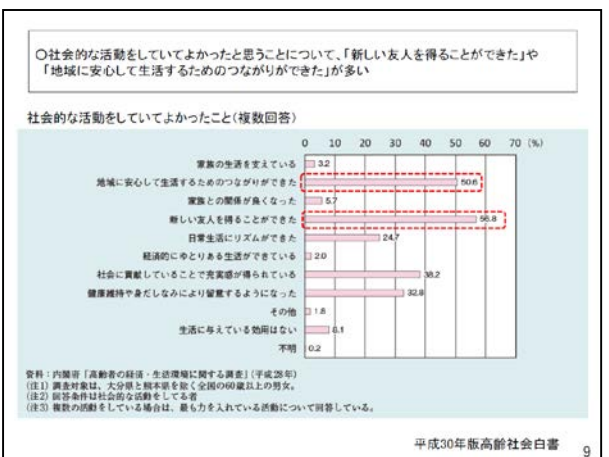 ○社会的な活動をしていてよかったと思うことについて、「新しい友人を得ることができた」や
「地域に安心して生活するためのつながりができた」が多い
社会的な活動をしていてよかったこと(複数回答)
0 10 20 30 40 50 60 70 (%)
家族の生活を支えている 3.2
地域に安心して生活するためのつながりができた 50.6
家族との関係が良くなった 5.7
新しい友人を得ることができた 56.8
日常生活にリズムができた 24.7
経済的にゆとりある生活ができている 2.0
社会に貢献していることで充実感が得られている 38.2
健康維持や身だしなみにより留意するようになった 32.8
その他 1.8
生活に与えている効用はない 8.1
不明 0.2
資料:内閣府「高齢者の経済・生活環境に関する調査」(平成28年)
(注1) 調査対象は、大分県と熊本県を除く全国の60歳以上の男女。
(注2) 回答条件は社会的な活動をしてる者
(注3) 複数の活動をしている場合は、最も力を入れている活動について回答している。
平成30年版高齢社会白書
9